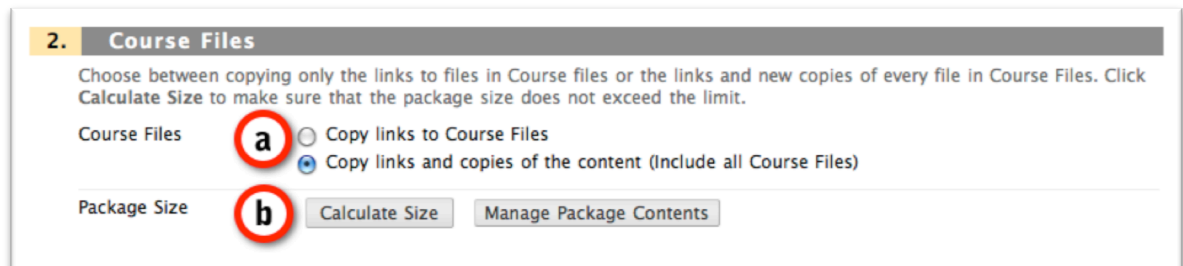 2. Course Files
Choose between copying only the links to files in Course files or the links and new copies of every file in Course Files. Click
Calculate Size to make sure that the package size does not exceed the limit.
Course Files a Copy links to Course Files
Copy links and copies of the content (Include all Course Files)
Package Size b Calculate Size Manage Package Contents